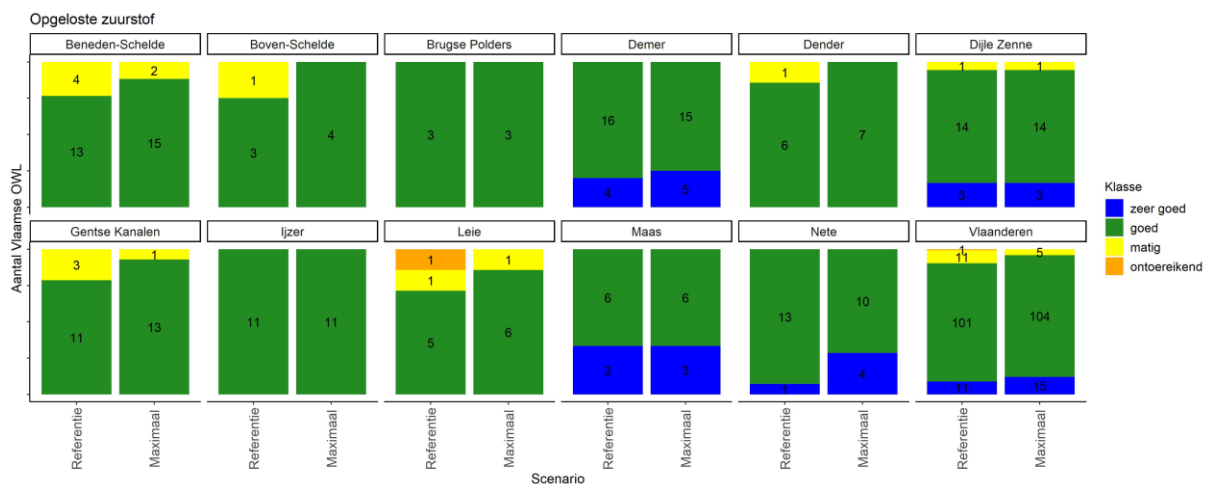 Opgeloste zuurstof
Beneden-Schelde Boven-Schelde Brugse Polders Demer Dender Dijle Zenne
4 2 1 1 1 1
13 15 3 4 3 3 16 15 6 7 14 14
4 5 3 3
Gentse Kanalen Ijzer Leie Maas Nete Vlaanderen
3 1 1 1 1 5
1 11
11 13 11 11 5 6 6 6 13 10 101 104
3 3 1 4 11 15
Referentie Maximaal Referentie Maximaal Referentie Maximaal Referentie Maximaal Referentie Maximaal Referentie Maximaal
Scenario
Aantal Vlaamse OWL
Klasse
zeer goed
goed
matig
ontoereikend